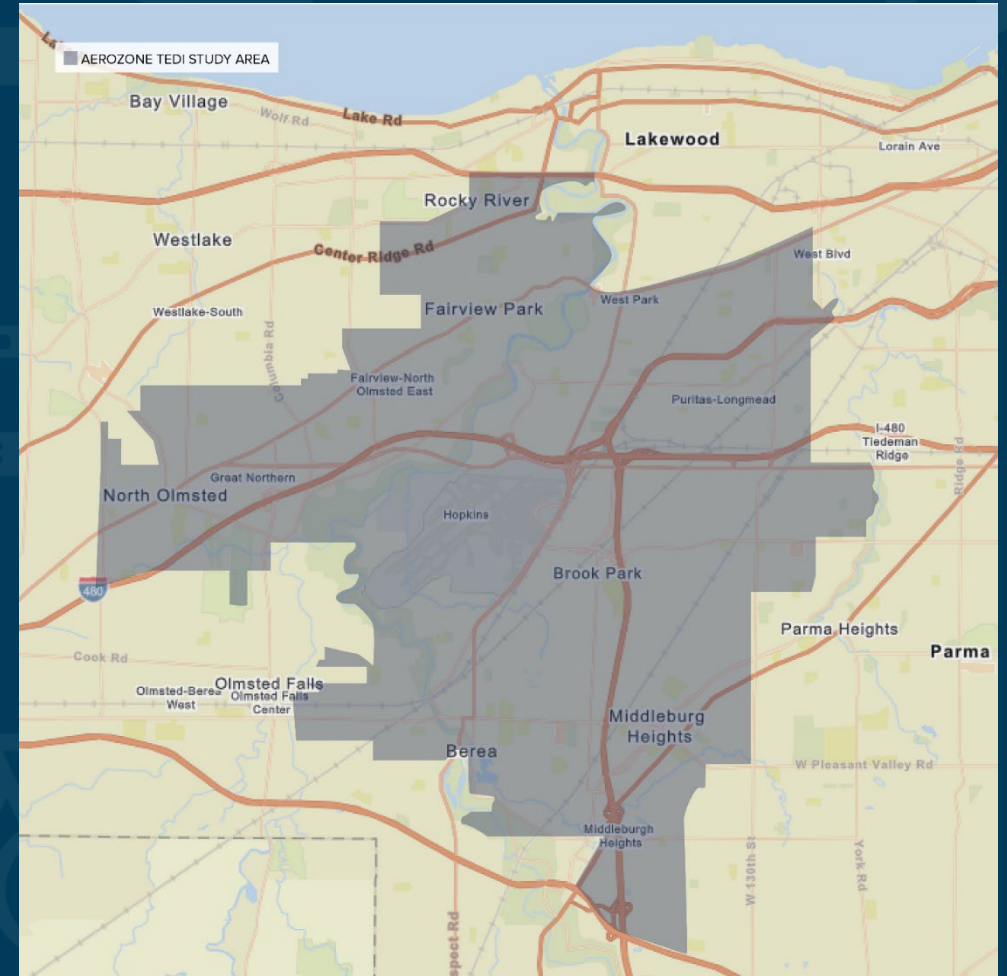 AEROZONE TEDI STUDY AREA
Bay Village
Wolf Rd
Lake Rd
Lakewood
Lorain Ave
Rocky River
Westlake
Center Ridge Rd
West Blvd
West Park
Westlake-South
Fairview Park
Columbia Rd
Fairview-North
Olmsted East
Puritas-Longmead
I-480
Tiedeman
Ridge
Ridge Rd
Great Northern
North Olmsted
Hopkins
Brook Park
480
Parma Heights
Parma
Cook Rd
Olmsted Falls
Olmsted-Berea
West
Olmsted Falls
Center
Middleburg
Heights
Berea
W Pleasant Valley Rd
Middleburgh
Heights
W 130th St
York Rd
spect Rd